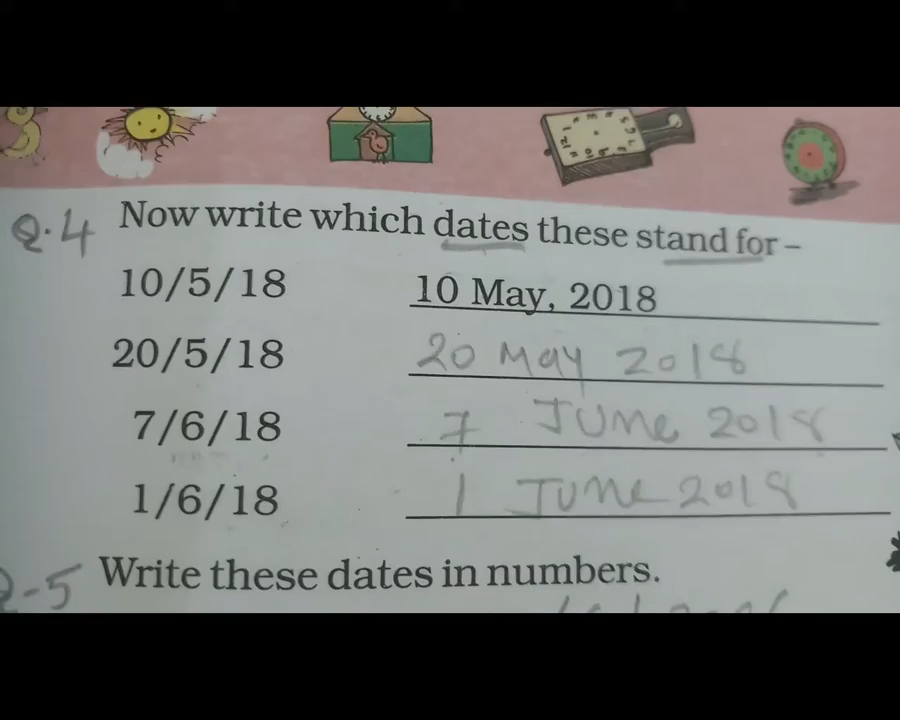 Q.4 Now write which dates these stand for –
10/5/18 10 May, 2018
20/5/18 20 May 2018
7/6/18 7 June 2018
1/6/18 1 June 2018
Q-5 Write these dates in numbers.